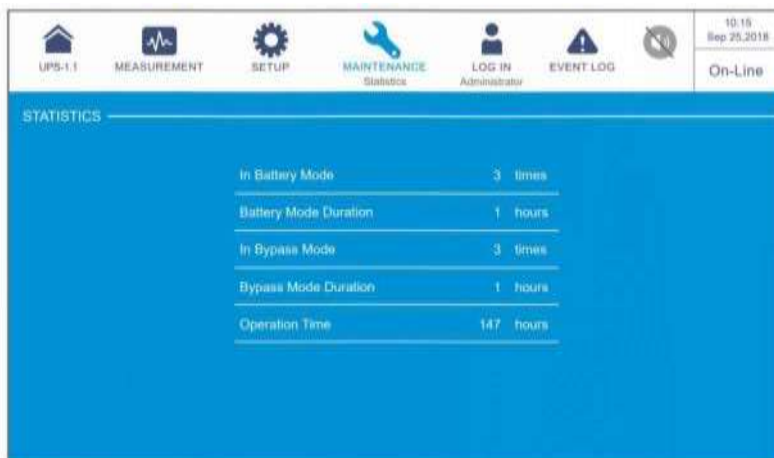 10:15
Sep 25,2018
UPS-1.1 MEASUREMENT SETUP MAINTENANCE LOG IN EVENT LOG
Statistics Administrator
On-Line
STATISTICS
In Battery Mode 3 times
Battery Mode Duration 1 hours
In Bypass Mode 3 times
Bypass Mode Duration 1 hours
Operation Time 147 hours